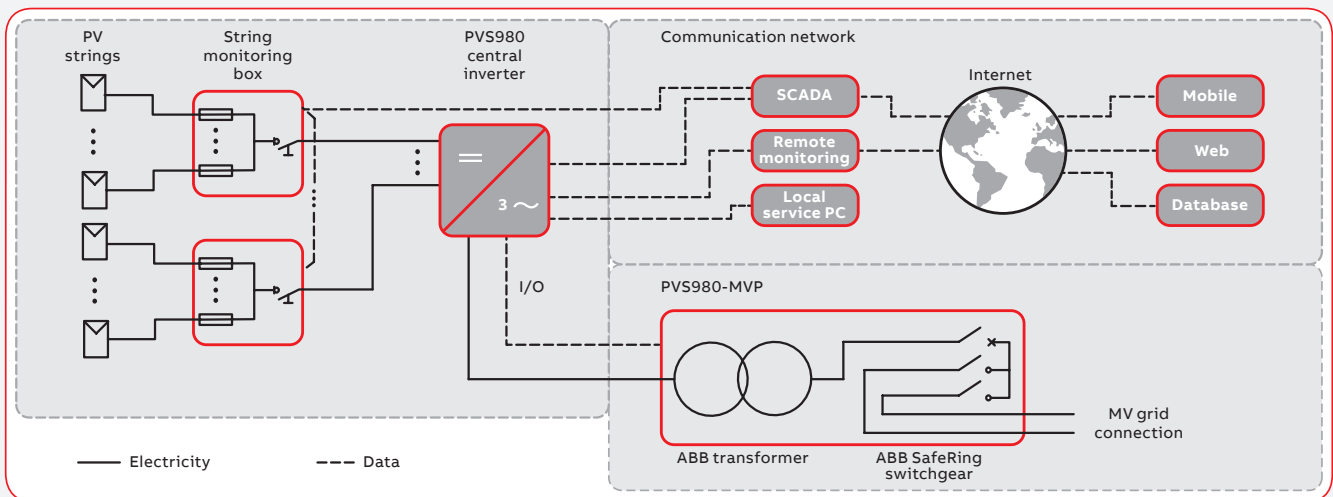 PV
strings
String
monitoring
box
PVS980
central
inverter
3
I/O
Communication network
SCADA
Remote
monitoring
Local
service PC
Internet
Mobile
Web
Database
PVS980-MVP
ABB transformer
ABB SafeRing
switchgear
MV grid
connection
Electricity
Data